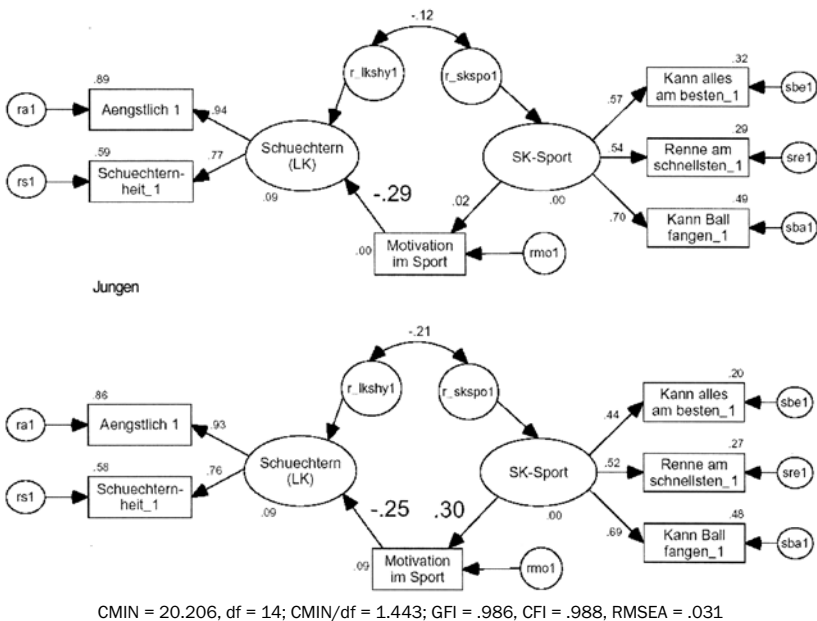 -.12
r_lkshy1
r_skspo1
.89
ra1
Aengstlich 1
.94
.59
rs1
Schuechtern-
heit_1
.77
Schuechtern
(LK)
.09
-.29
.02
SK-Sport
.00
.57
.54
.70
.32
Kann alles
am besten_1
sbe1
.29
Renne am
schnellsten_1
sre1
.49
Kann Ball
fangen_1
sba1
.00
Motivation
im Sport
rmo1
Jungen
-.21
r_lkshy1
r_skspo1
.86
ra1
Aengstlich 1
.93
.58
rs1
Schuechtern-
heit_1
.76
Schuechtern
(LK)
.09
-.25
.30
SK-Sport
.00
.44
.52
.69
.20
Kann alles
am besten_1
sbe1
.27
Renne am
schnellsten_1
sre1
.48
Kann Ball
fangen_1
sba1
.09
Motivation
im Sport
rmo1
CMIN = 20.206, df = 14; CMIN/df = 1.443; GFI = .986, CFI = .988, RMSEA = .031